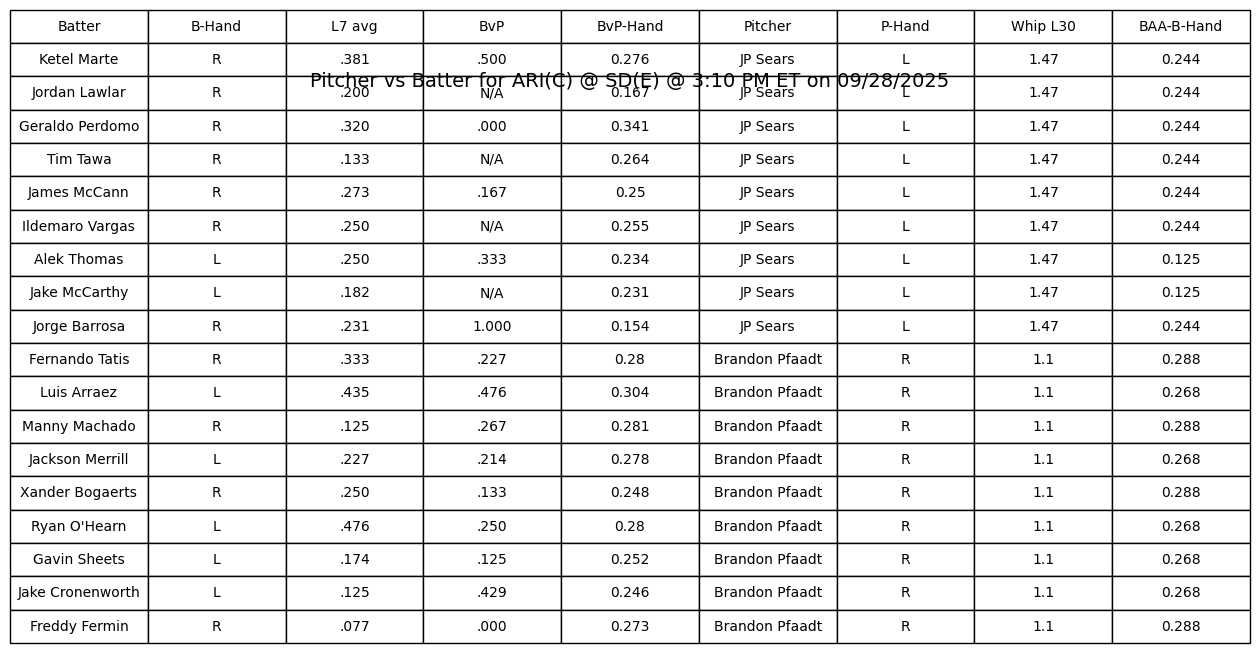 Batter B-Hand L7 avg BvP BvP-Hand Pitcher P-Hand Whip L30 BAA-B-Hand
Ketel Marte R .381 .500 0.276 JP Sears L 1.47 0.244
Pitcher vs Batter for ARI(C) @ SD(E) @ 3:10 PM ET on 09/28/2025
Jordan Lawlar R .200 N/A 0.167 JP Sears L 1.47 0.244
Geraldo Perdomo R .320 .000 0.341 JP Sears L 1.47 0.244
Tim Tawa R .133 N/A 0.264 JP Sears L 1.47 0.244
James McCann R .273 .167 0.25 JP Sears L 1.47 0.244
Ildemaro Vargas R .250 N/A 0.255 JP Sears L 1.47 0.244
Alek Thomas L .250 .333 0.234 JP Sears L 1.47 0.125
Jake McCarthy L .182 N/A 0.231 JP Sears L 1.47 0.125
Jorge Barrosa R .231 1.000 0.154 JP Sears L 1.47 0.244
Fernando Tatis R .333 .227 0.28 Brandon Pfaadt R 1.1 0.288
Luis Arraez L .435 .476 0.304 Brandon Pfaadt R 1.1 0.268
Manny Machado R .125 .267 0.281 Brandon Pfaadt R 1.1 0.288
Jackson Merrill L .227 .214 0.278 Brandon Pfaadt R 1.1 0.268
Xander Bogaerts R .250 .133 0.248 Brandon Pfaadt R 1.1 0.288
Ryan O'Hearn L .476 .250 0.28 Brandon Pfaadt R 1.1 0.268
Gavin Sheets L .174 .125 0.252 Brandon Pfaadt R 1.1 0.268
Jake Cronenworth L .125 .429 0.246 Brandon Pfaadt R 1.1 0.268
Freddy Fermin R .077 .000 0.273 Brandon Pfaadt R 1.1 0.288